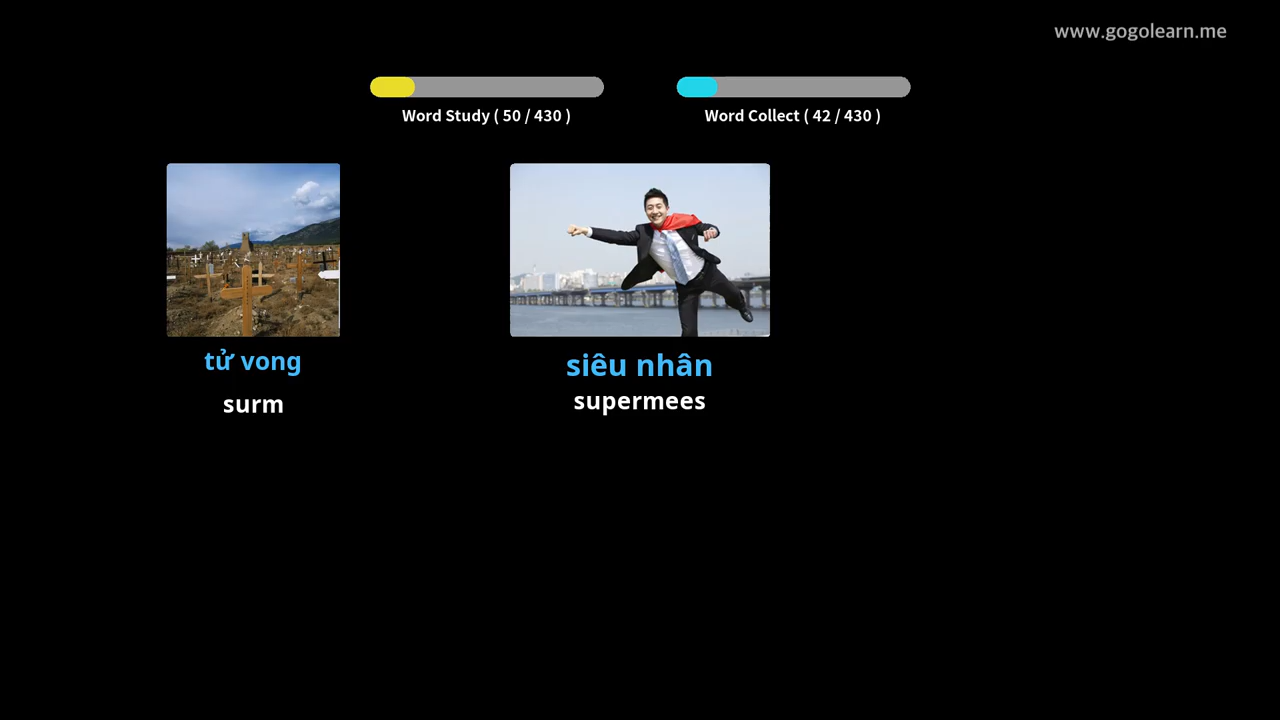 www.gogolearn.me
Word Study ( 50 / 430 )
Word Collect ( 42 / 430 )
tử vong
surm
siêu nhân
supermees